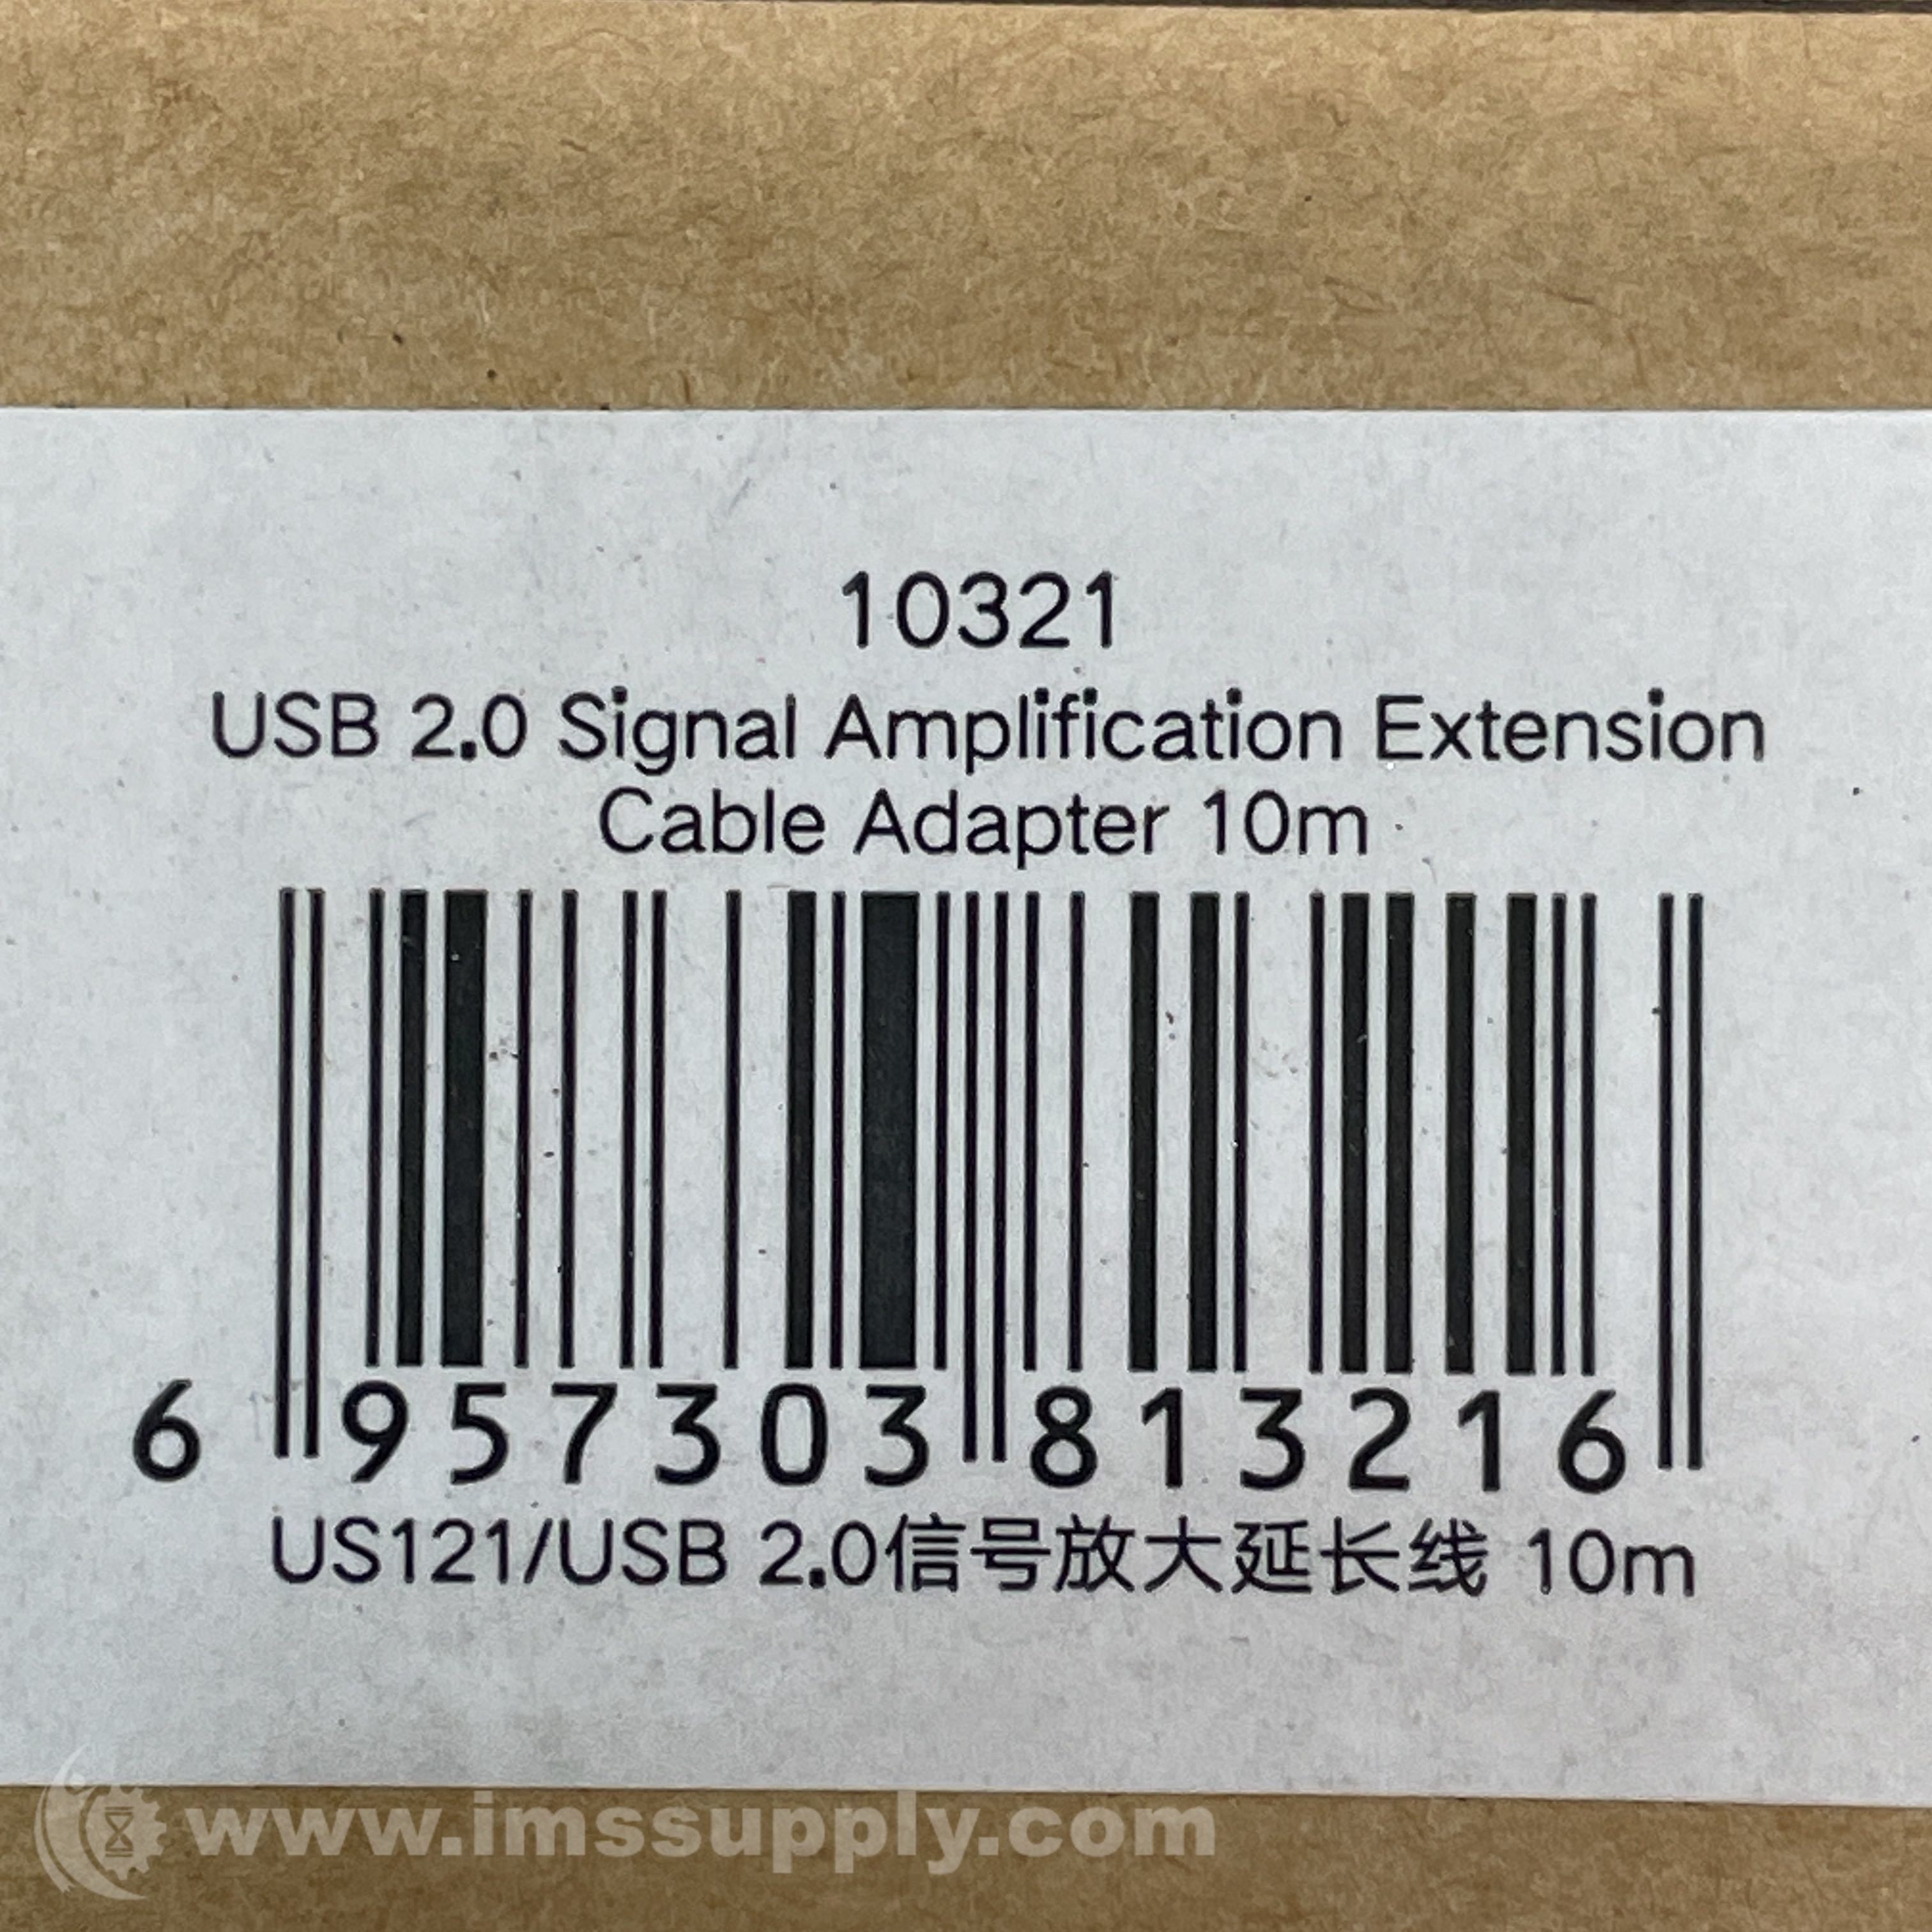 10321
USB 2.0 Signal Amplification Extension
Cable Adapter 10m
6 957303 813216
US121/USB 2.0信号放大延长线 10m
www.imssupply.com